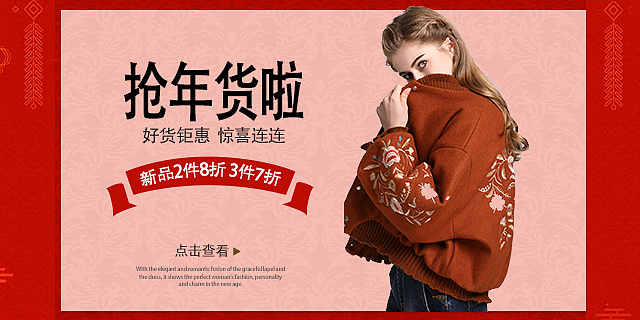 抢年货啦
好货钜惠 惊喜连连
新品2件8折 3件7折
点击查看
With the elegant and romantic fusion of the graceful lapel and
the dress, it shows the perfect woman's fashion, personality
and charm in the new age.